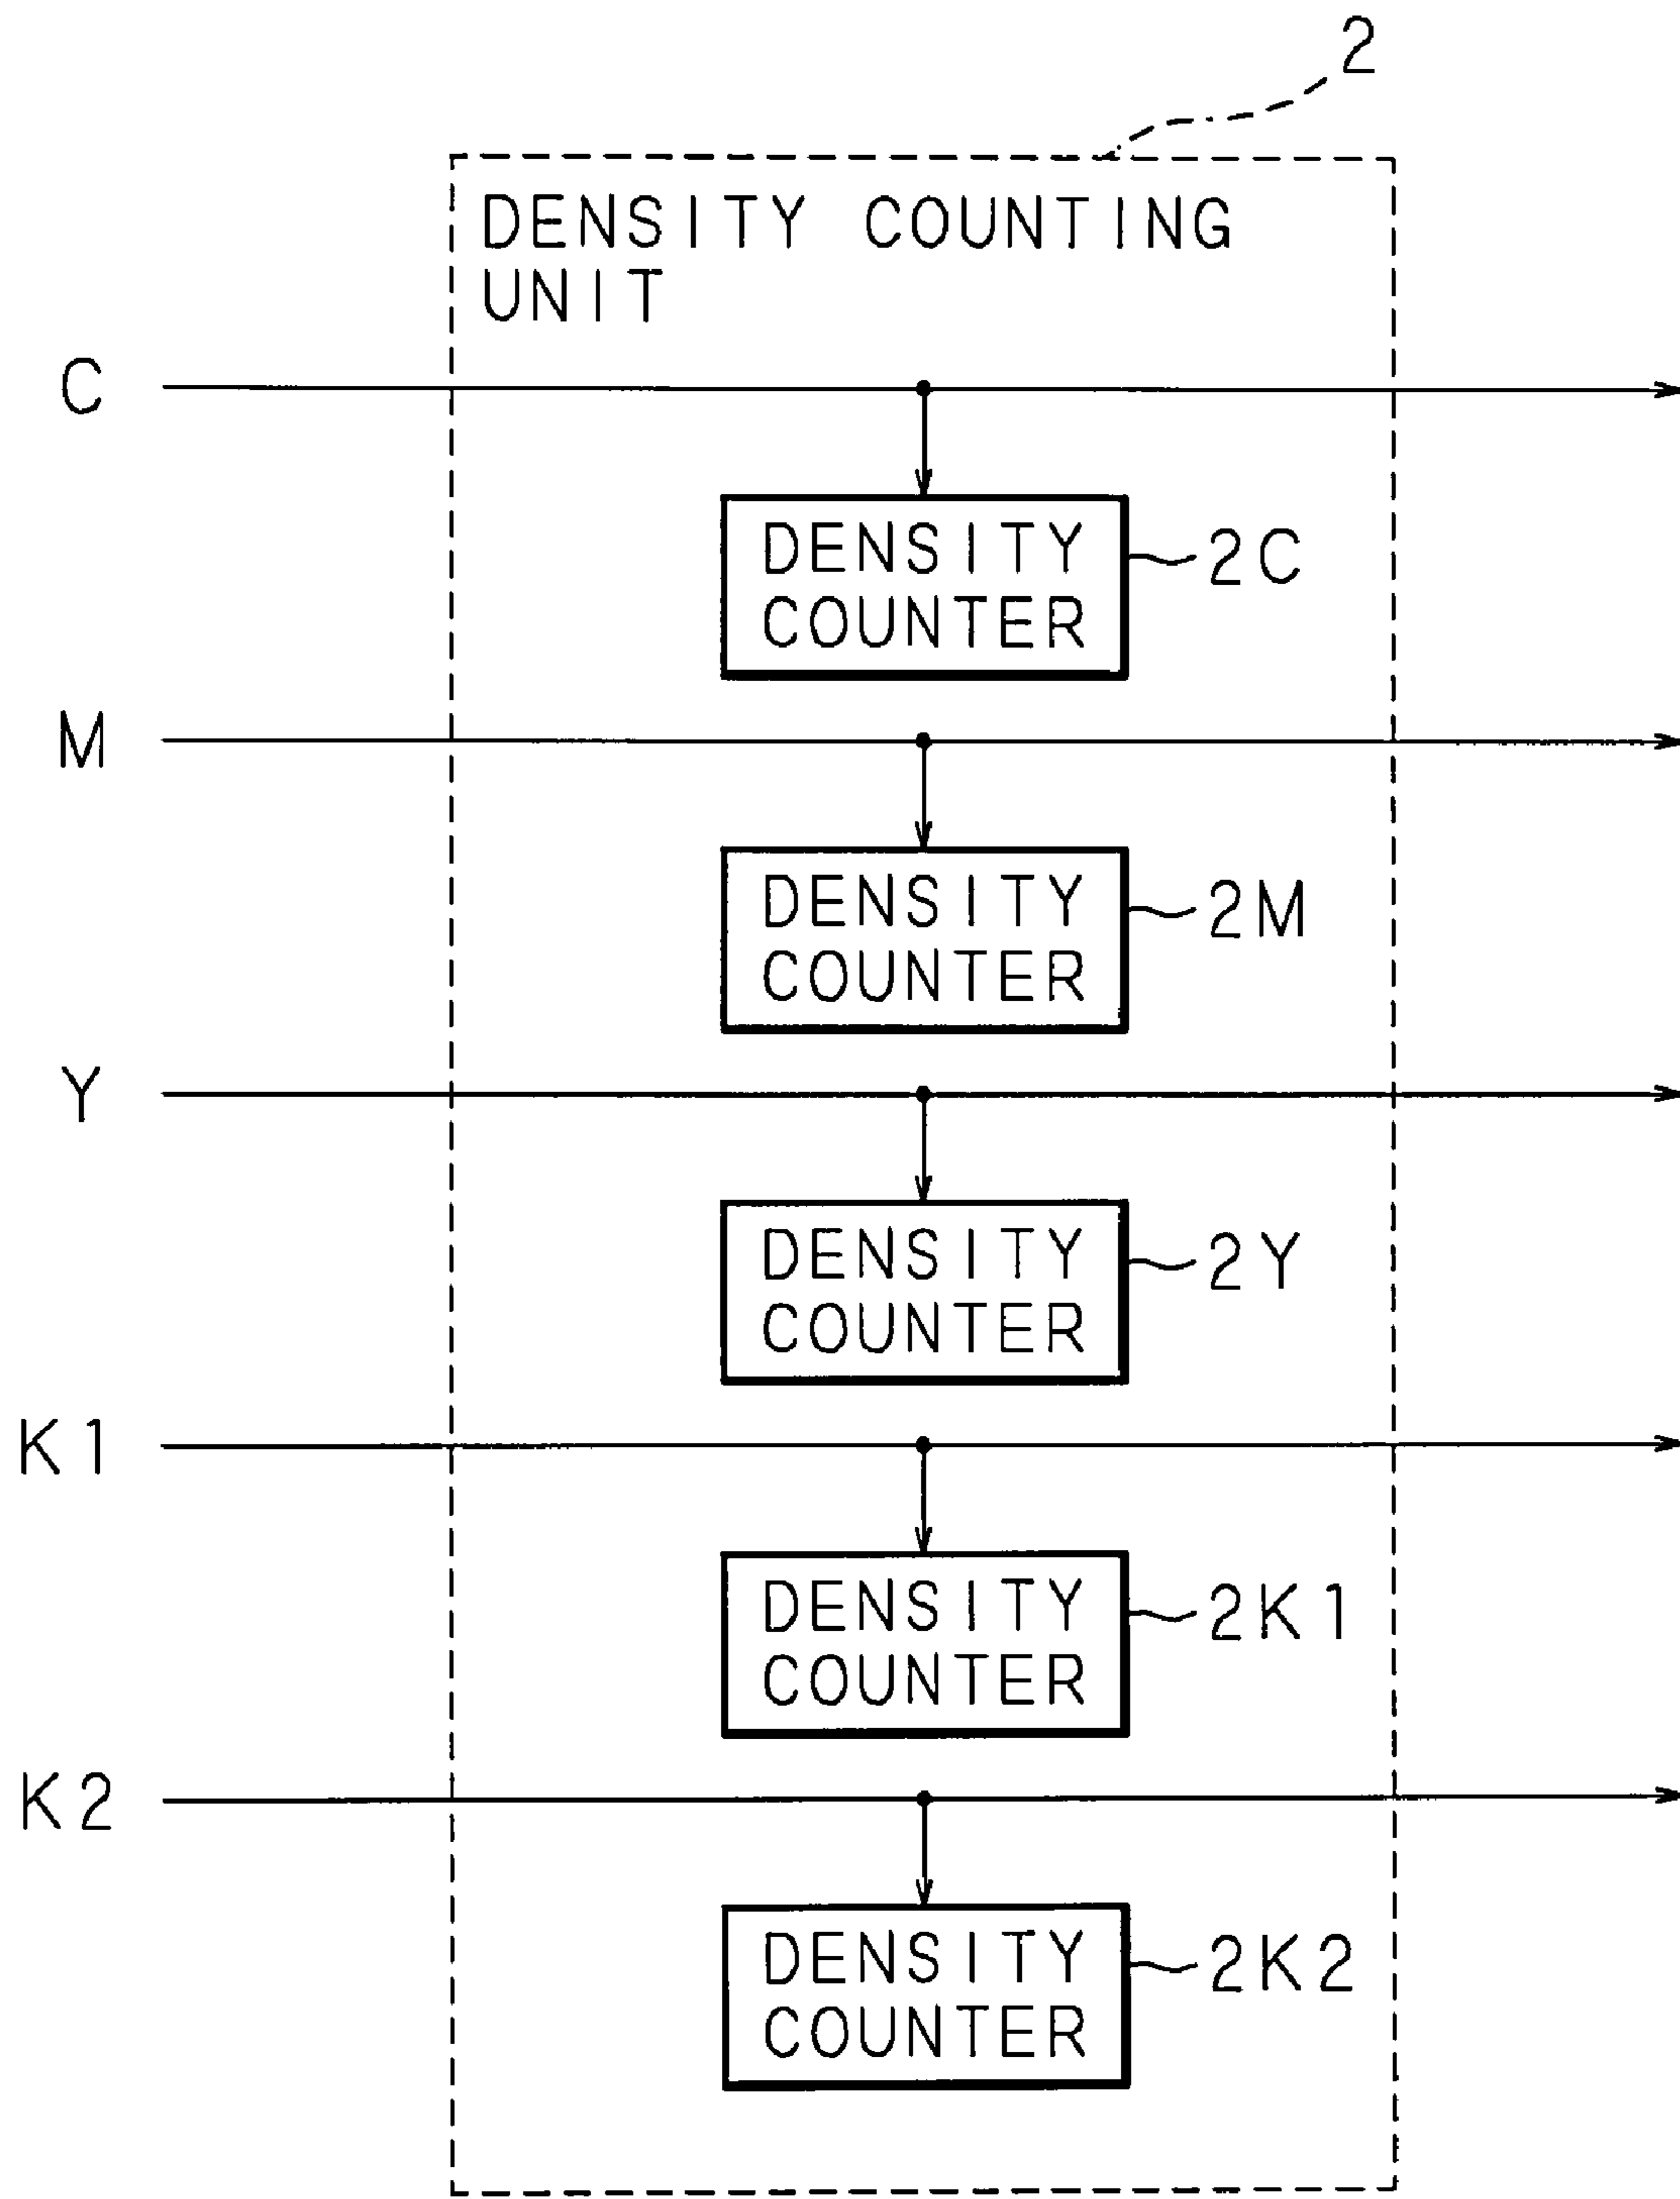 2
DENSITY COUNTING
UNIT
C
DENSITY
COUNTER
2C
M
DENSITY
COUNTER
2M
Y
DENSITY
COUNTER
2Y
K1
DENSITY
COUNTER
2K1
K2
DENSITY
COUNTER
2K2